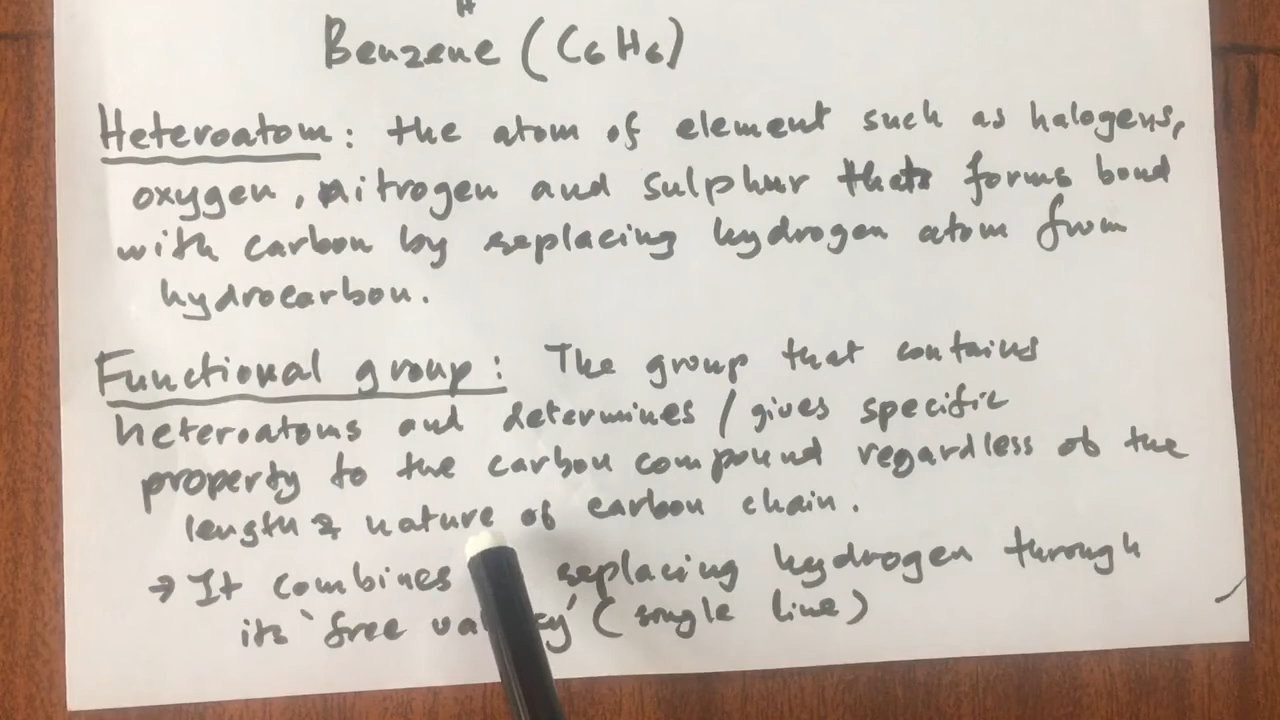 H
Benzene (C6H6)
Heteroatom: the atom of element such as halogens,
oxygen, nitrogen and sulphur that forms bond
with carbon by replacing hydrogen atom from
hydrocarbon.
Functional group: The group that contains
heteroatoms and determines / gives specific
property to the carbon compound regardless of the
length & nature of carbon chain.
→ It combines replacing hydrogen through
its 'free (single line)